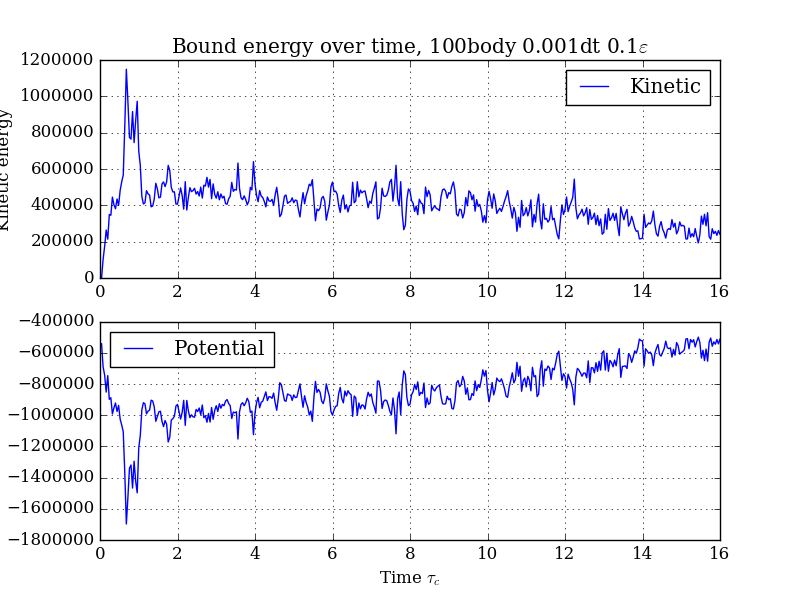 Bound energy over time, 100body 0.001dt 0.1ε
1200000
1000000
800000
600000
400000
200000
0
Kinetic energy
Kinetic
0 2 4 6 8 10 12 14 16
−400000
−600000
−800000
−1000000
−1200000
−1400000
−1600000
−1800000
Potential
0 2 4 6 8 10 12 14 16
Time τc